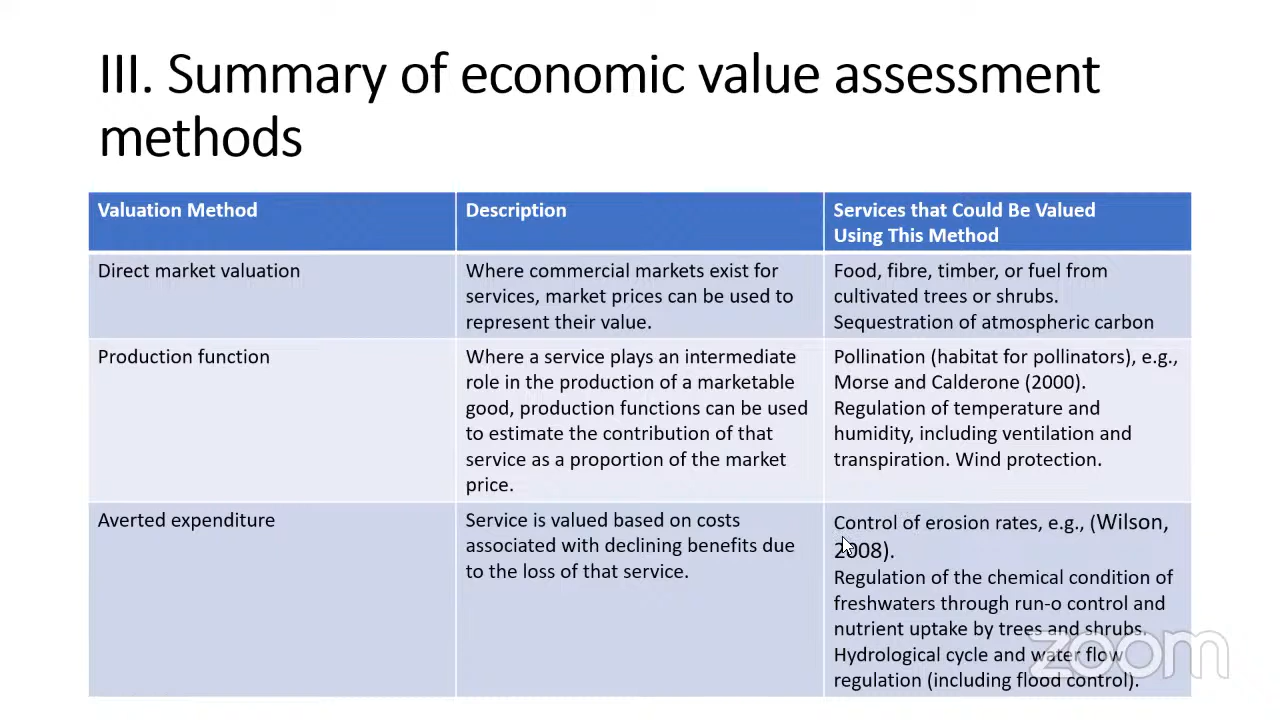 III. Summary of economic value assessment
methods
Valuation Method
Description
Services that Could Be Valued
Using This Method
Direct market valuation
Where commercial markets exist for
services, market prices can be used to
represent their value.
Food, fibre, timber, or fuel from
cultivated trees or shrubs.
Sequestration of atmospheric carbon
Production function
Where a service plays an intermediate
role in the production of a marketable
good, production functions can be used
to estimate the contribution of that
service as a proportion of the market
price.
Pollination (habitat for pollinators), e.g.,
Morse and Calderone (2000).
Regulation of temperature and
humidity, including ventilation and
transpiration. Wind protection.
Averted expenditure
Service is valued based on costs
associated with declining benefits due
to the loss of that service.
Control of erosion rates, e.g., (Wilson,
2008).
Regulation of the chemical condition of
freshwaters through run-o control and
nutrient uptake by trees and shrubs.
Hydrological cycle and water flow
regulation (including flood control).
zoom